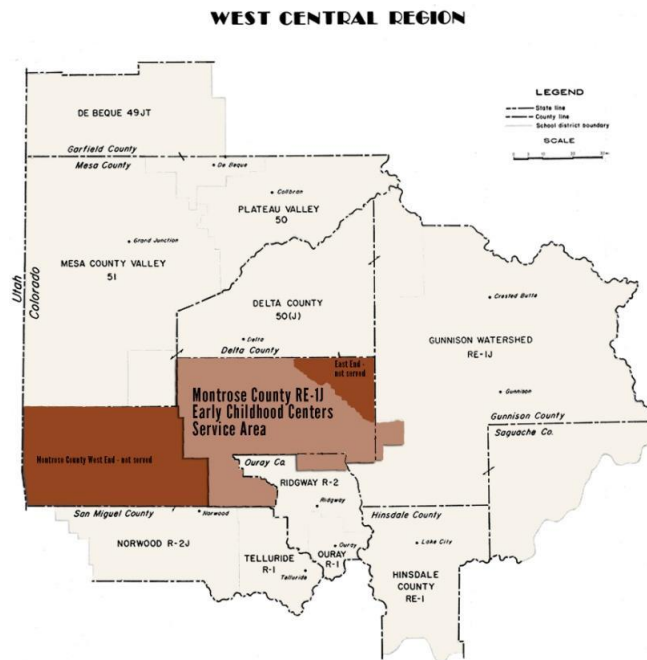 WEST CENTRAL REGION
LEGEND
State line
County line
School district boundary
SCALE
DE BEQUE 49JT
Garfield County
Mesa County
De Beque
Collbran
PLATEAU VALLEY
50
Grand Junction
MESA COUNTY VALLEY
51
Utah
Colorado
DELTA COUNTY
50(J)
Delta
Delta County
Crested Butte
GUNNISON WATERSHED
RE-1J
Gunnison
Gunnison County
Saguache Co.
East End -
not served
Montrose County RE-1J
Early Childhood Centers
Service Area
Montrose County West End - not served
Ouray Co.
RIDGWAY R-2
Ridgway
San Miguel County
Norwood
NORWOOD R-2J
TELLURIDE
R-1
Telluride
Ouray
OURAY
R-1
Hinsdale County
Lake City
HINSDALE
COUNTY
RE-1